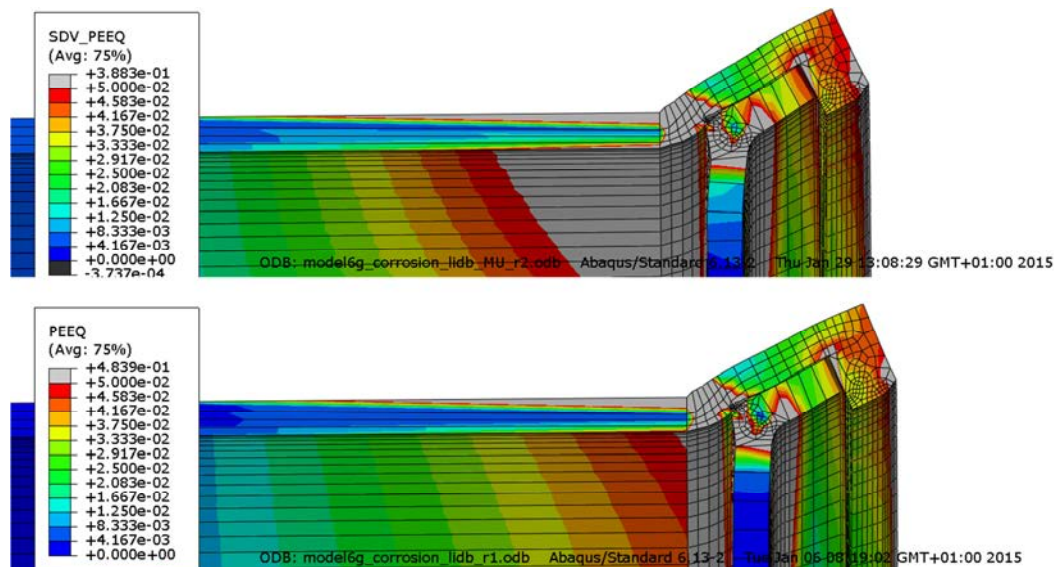 SDV_PEEQ
(Avg: 75%)
+3.883e-01
+5.000e-02
+4.583e-02
+4.167e-02
+3.750e-02
+3.333e-02
+2.917e-02
+2.500e-02
+2.083e-02
+1.667e-02
+1.250e-02
+8.333e-03
+4.167e-03
+0.000e+00
-3.737e-04
ODB: model6g_corrosion_lidb_MU_r2.odb Abaqus/Standard 6.13-2 Thu Jan 29 13:08:29 GMT+01:00 2015
PEEQ
(Avg: 75%)
+4.839e-01
+5.000e-02
+4.583e-02
+4.167e-02
+3.750e-02
+3.333e-02
+2.917e-02
+2.500e-02
+2.083e-02
+1.667e-02
+1.250e-02
+8.333e-03
+4.167e-03
+0.000e+00
ODB: model6g_corrosion_lidb_r1.odb Abaqus/Standard 6.13-2 Tue Jan 06 08:19:02 GMT+01:00 2015